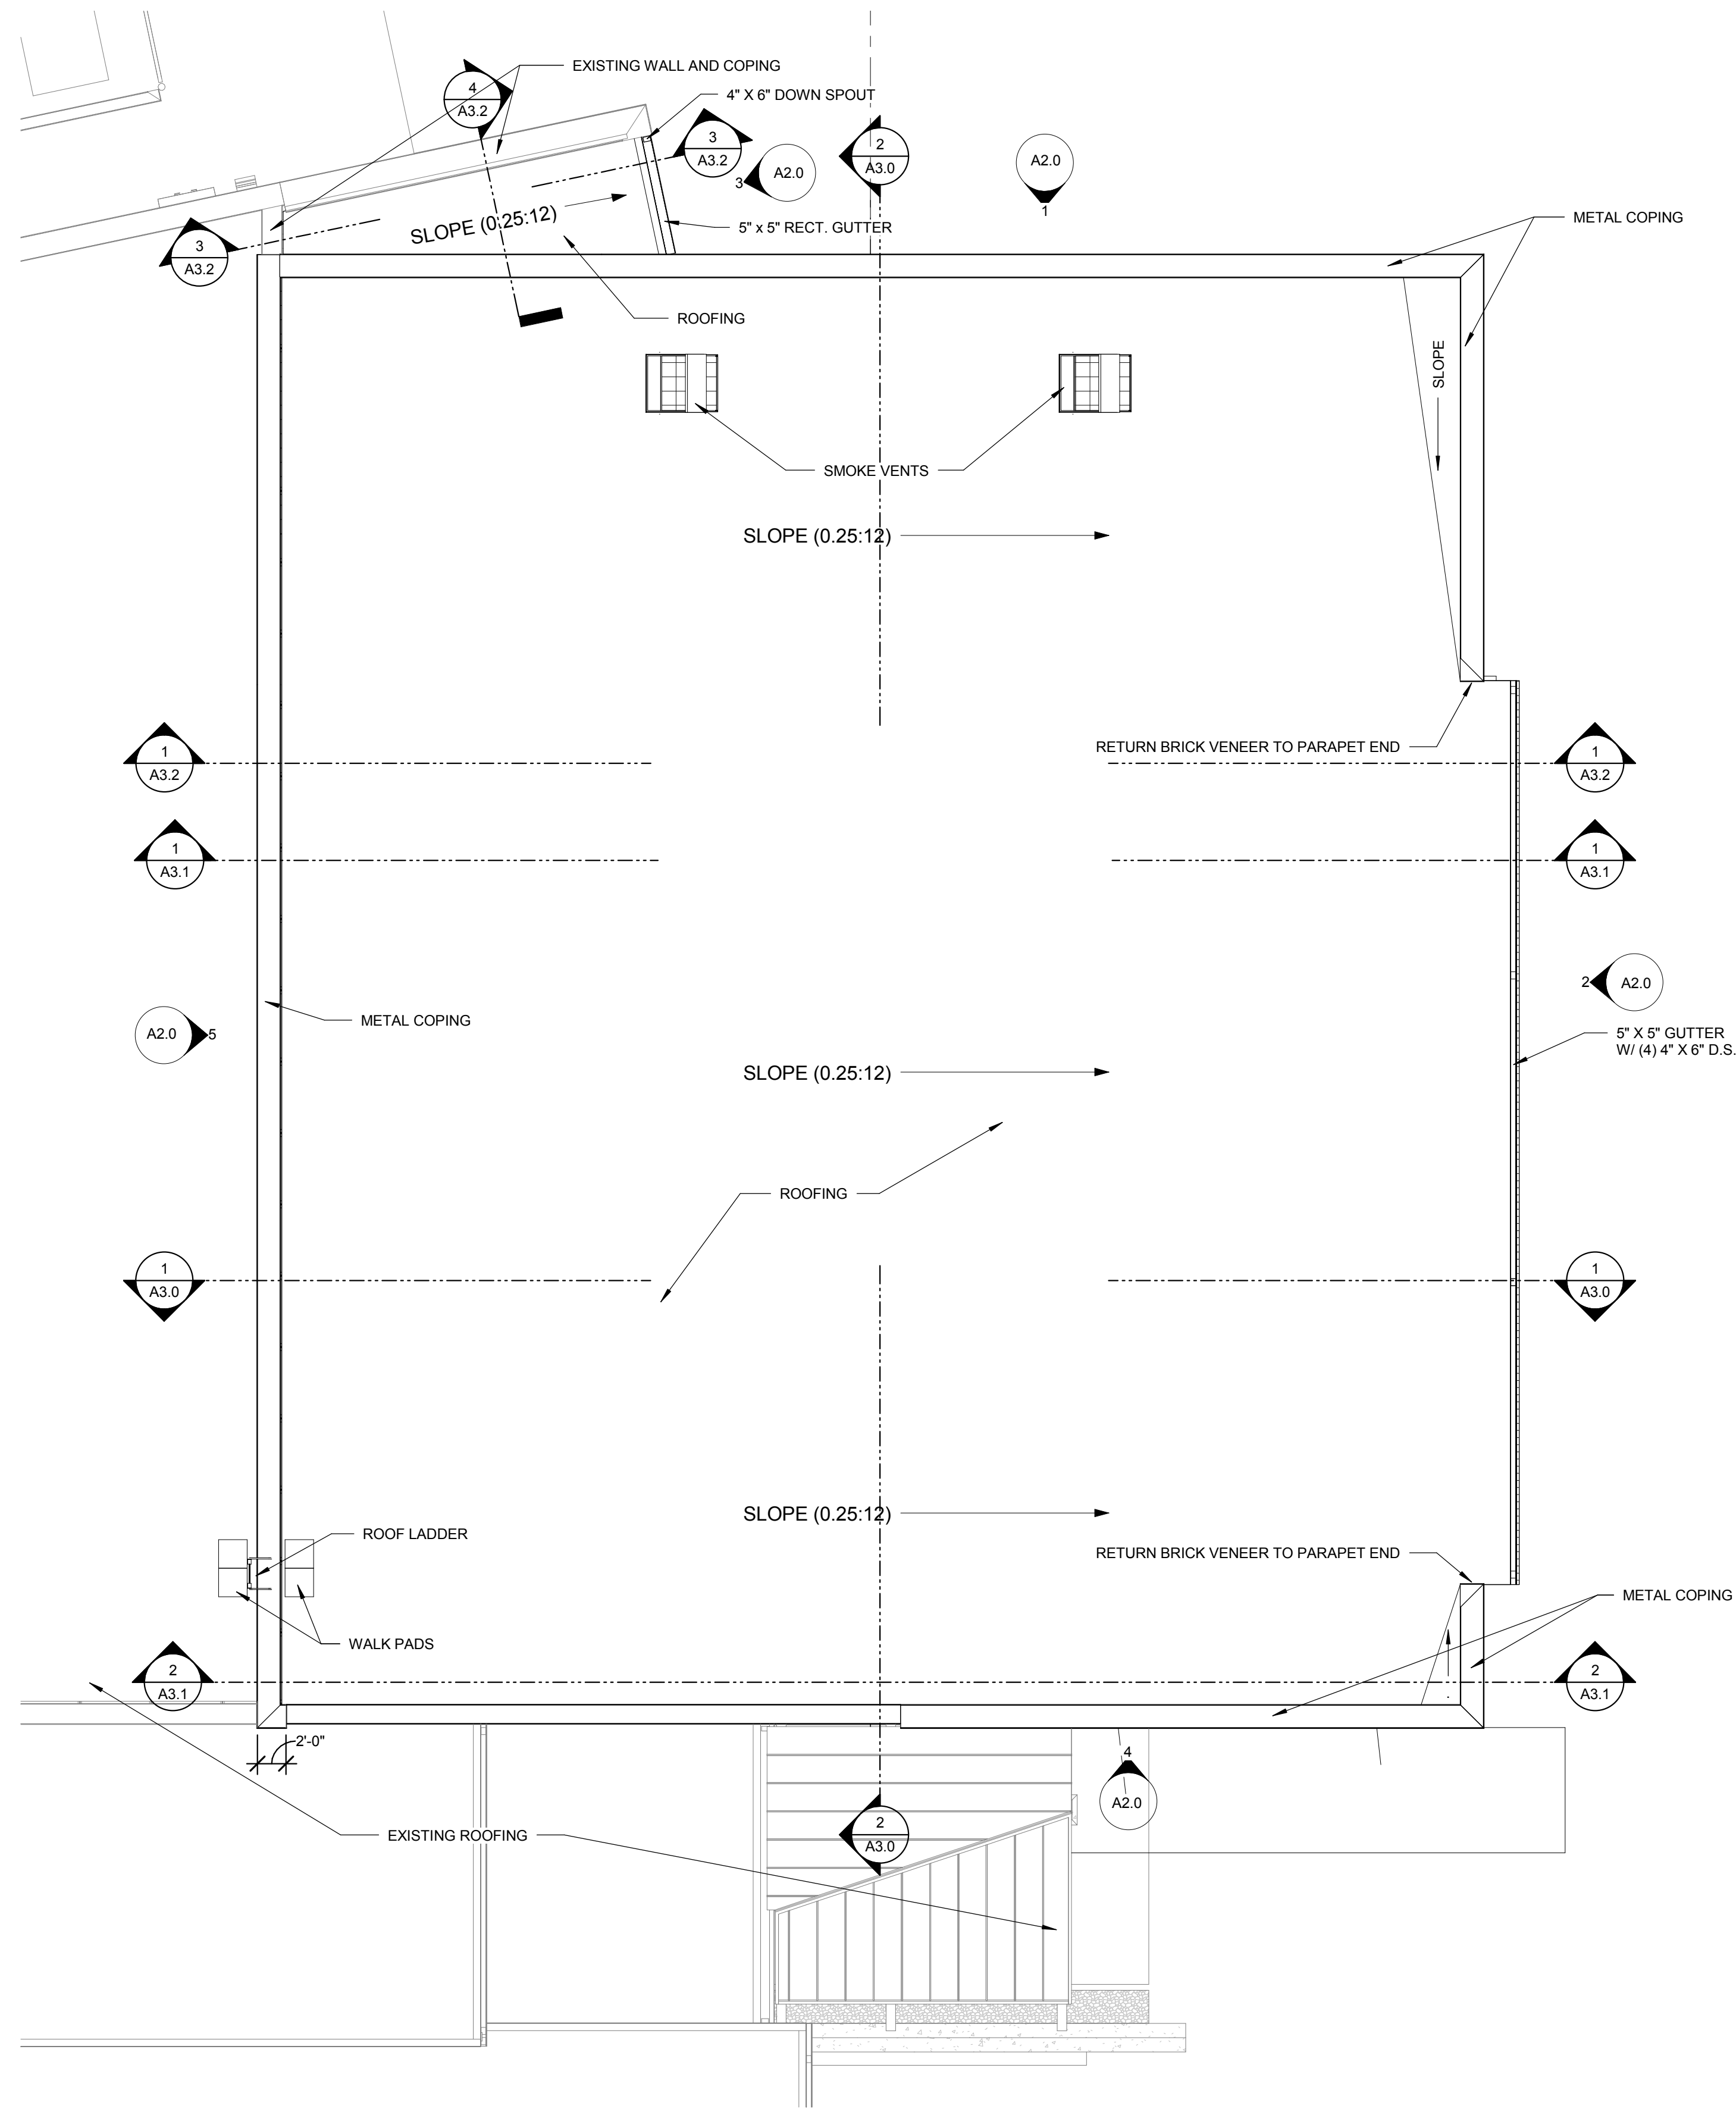 EXISTING WALL AND COPING
4
A3.2
4" X 6" DOWN SPOUT
3
A3.2
3
A2.0
2
A3.0
A2.0
1
METAL COPING
SLOPE (0.25:12)
5" x 5" RECT. GUTTER
3
A3.2
ROOFING
SLOPE
SMOKE VENTS
SLOPE (0.25:12)
RETURN BRICK VENEER TO PARAPET END
1
A3.2
1
A3.2
1
A3.1
1
A3.1
2
A2.0
A2.0
5
METAL COPING
5" X 5" GUTTER
W/ (4) 4" X 6" D.S.
SLOPE (0.25:12)
ROOFING
1
A3.0
1
A3.0
SLOPE (0.25:12)
ROOF LADDER
RETURN BRICK VENEER TO PARAPET END
METAL COPING
WALK PADS
2
A3.1
2
A3.1
2'-0"
4
A2.0
2
A3.0
EXISTING ROOFING